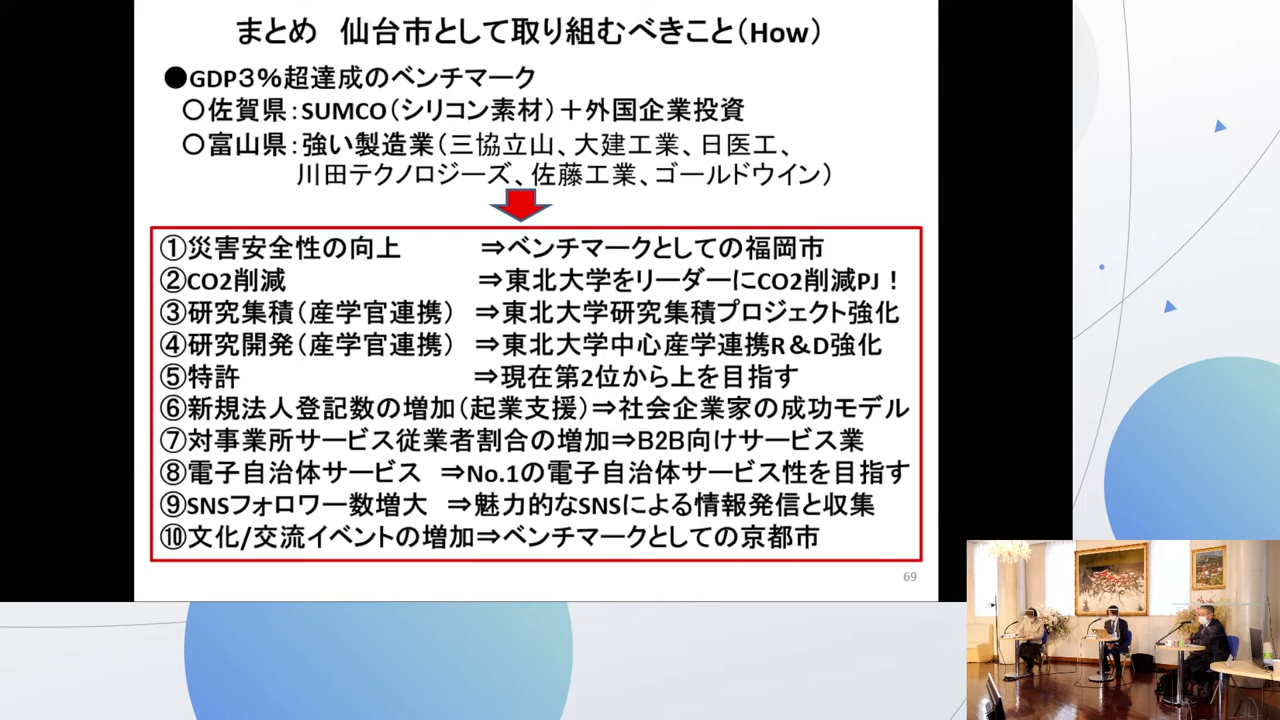 まとめ　仙台市として取り組むべきこと（How）
●GDP３％超達成のベンチマーク
○佐賀県：SUMCO（シリコン素材）＋外国企業投資
○富山県：強い製造業（三協立山、大建工業、日医工、
川田テクノロジーズ、佐藤工業、ゴールドウイン）
①災害安全性の向上　⇒ベンチマークとしての福岡市
②CO2削減　⇒東北大学をリーダーにCO2削減PJ！
③研究集積（産学官連携）　⇒東北大学研究集積プロジェクト強化
④研究開発（産学官連携）　⇒東北大学中心産学連携R＆D強化
⑤特許　⇒現在第2位から上を目指す
⑥新規法人登記数の増加（起業支援）⇒社会企業家の成功モデル
⑦対事業所サービス従業者割合の増加⇒B2B向けサービス業
⑧電子自治体サービス　⇒No.1の電子自治体サービス性を目指す
⑨SNSフォロワー数増大　⇒魅力的なSNSによる情報発信と収集
⑩文化/交流イベントの増加⇒ベンチマークとしての京都市
69